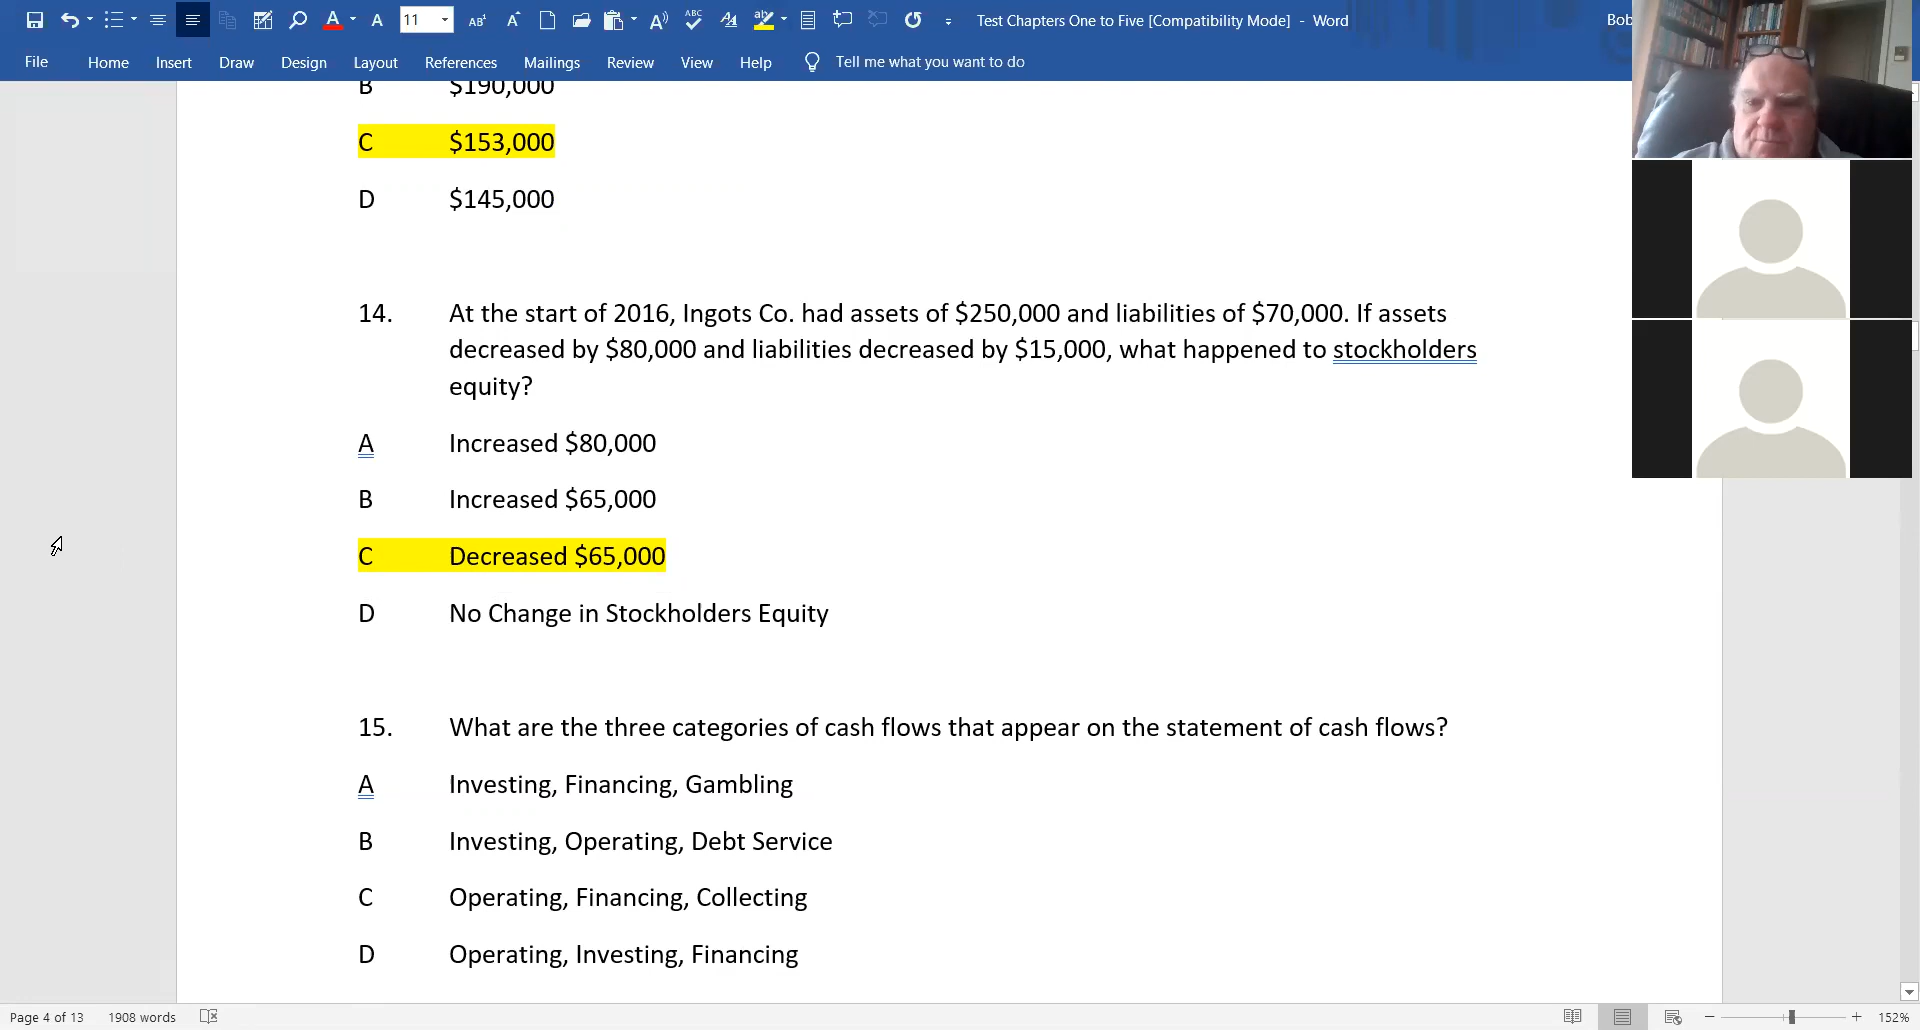 11
Test Chapters One to Five [Compatibility Mode] - Word
Bob
File Home Insert Draw Design Layout References Mailings Review View Help Tell me what you want to do
B $190,000
C $153,000
D $145,000
14. At the start of 2016, Ingots Co. had assets of $250,000 and liabilities of $70,000. If assets
decreased by $80,000 and liabilities decreased by $15,000, what happened to stockholders
equity?
A Increased $80,000
B Increased $65,000
C Decreased $65,000
D No Change in Stockholders Equity
15. What are the three categories of cash flows that appear on the statement of cash flows?
A Investing, Financing, Gambling
B Investing, Operating, Debt Service
C Operating, Financing, Collecting
D Operating, Investing, Financing
Page 4 of 13 1908 words 152%